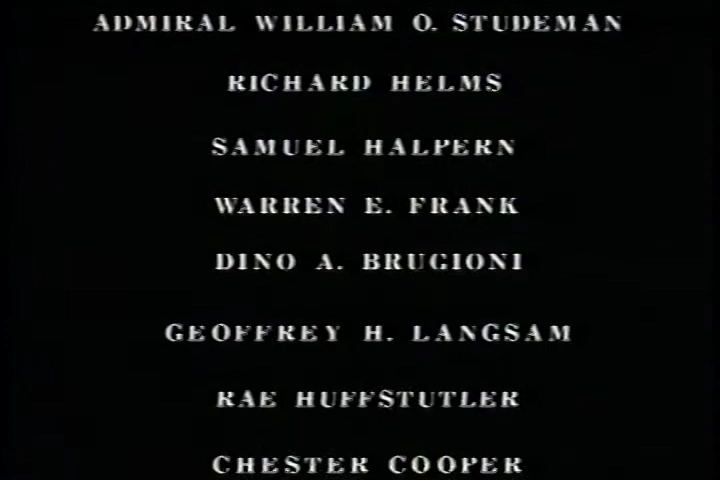 ADMIRAL WILLIAM O. STUDEMAN
RICHARD HELMS
SAMUEL HALPERN
WARREN E. FRANK
DINO A. BRUGIONI
GEOFFREY H. LANGSAM
RAE HUFFSTUTLER
CHESTER COOPER